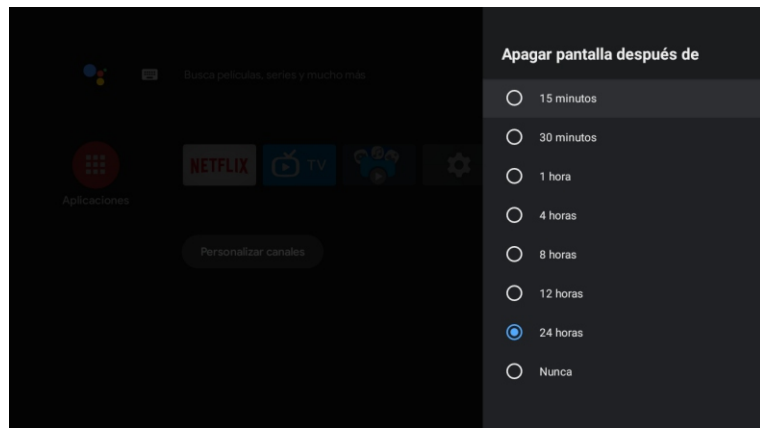 Apagar pantalla después de
Busca películas, series y mucho más
15 minutos
30 minutos
1 hora
NETFLIX
TV
Aplicaciones
4 horas
Personalizar canales
8 horas
12 horas
24 horas
Nunca